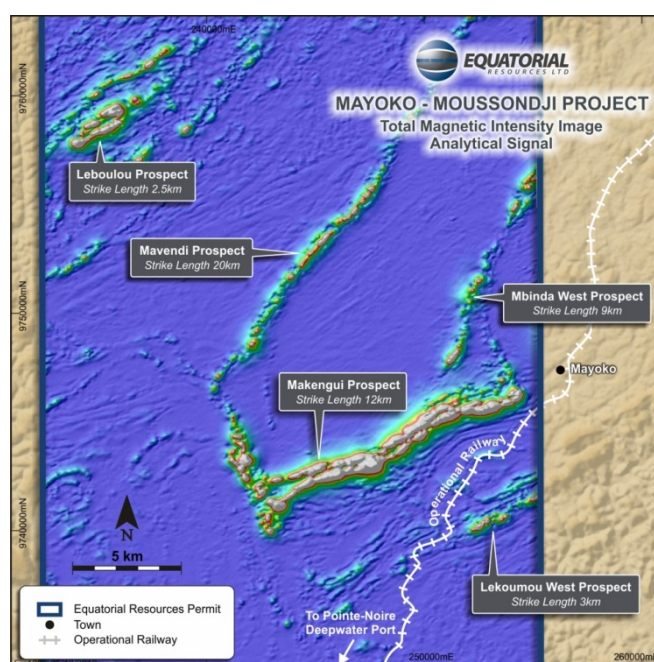 240000mE
9760000mN
EQUATORIAL
RESOURCES LTD
MAYOKO - MOUSSONDJI PROJECT
Total Magnetic Intensity Image
Analytical Signal
Leboulou Prospect
Strike Length 2.5km
Mavendi Prospect
Strike Length 20km
Mbinda West Prospect
Strike Length 9km
9750000mN
Mayoko
Makengui Prospect
Strike Length 12km
Operational Railway
9740000mN
N
5 km
Lekoumou West Prospect
Strike Length 3km
Equatorial Resources Permit
Town
Operational Railway
To Pointe-Noire
Deepwater Port
250000mE
260000mE